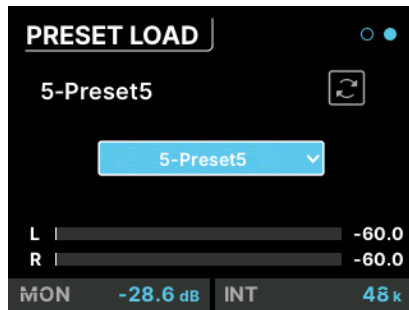 PRESET LOAD
5-Preset5
5-Preset5
L -60.0
R -60.0
MON -28.6 dB INT 48 k